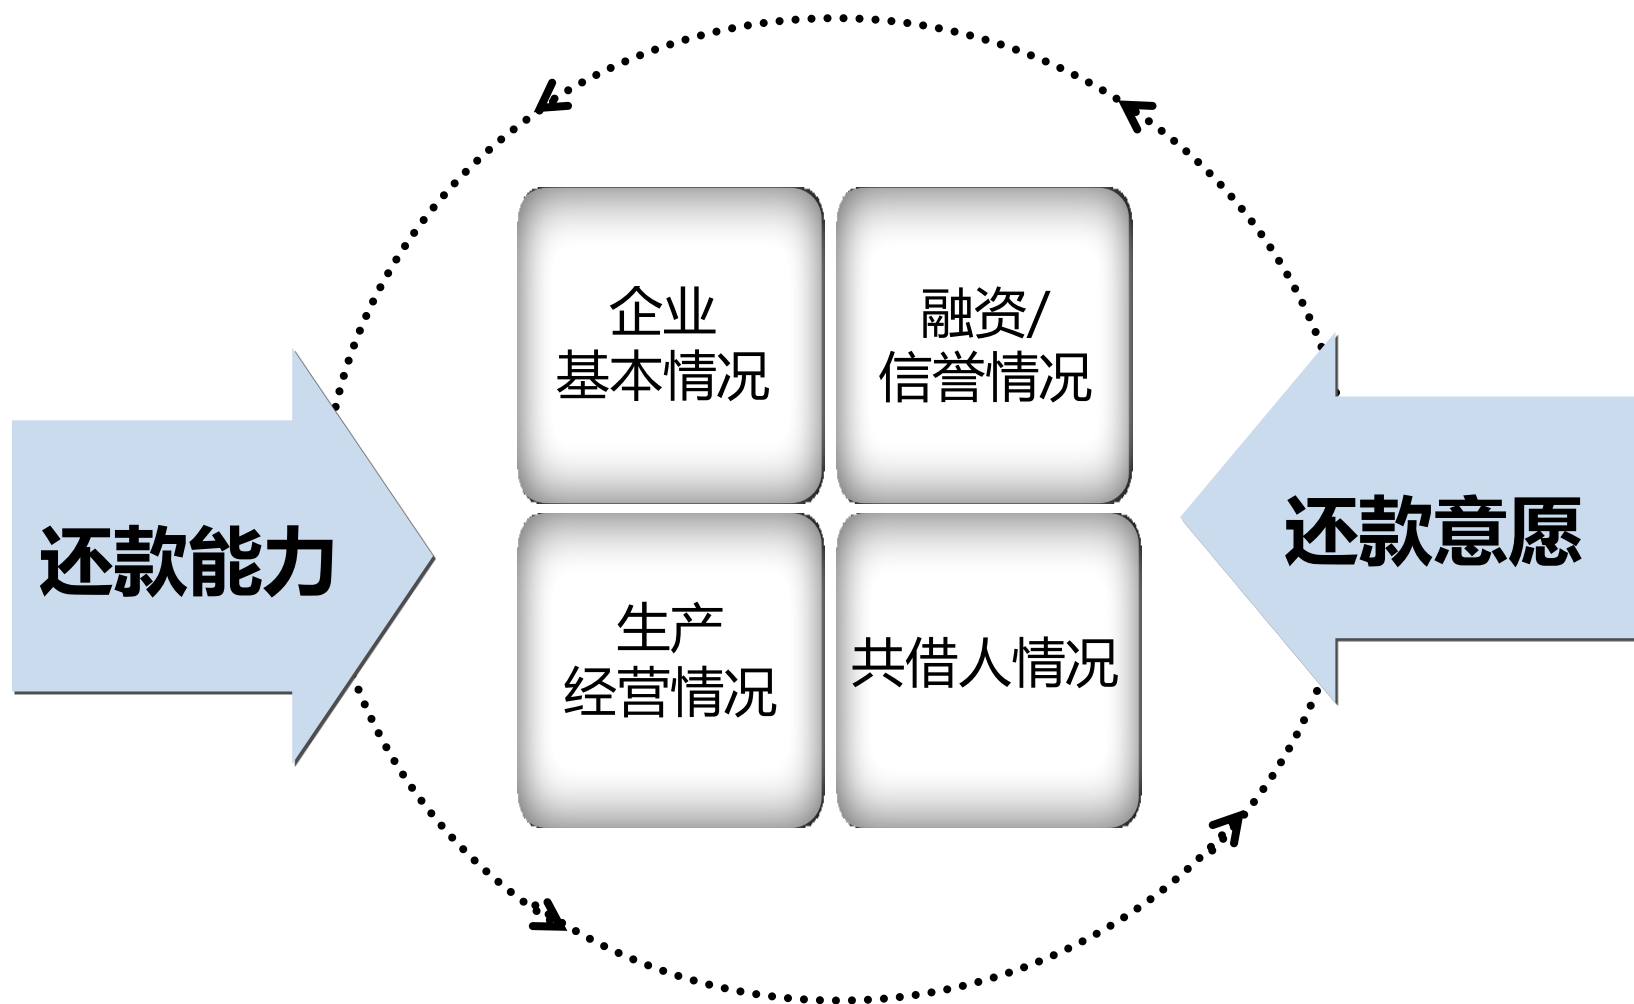 企业
基本情况
融资/
信誉情况
还款能力
还款意愿
生产
经营情况
共借人情况